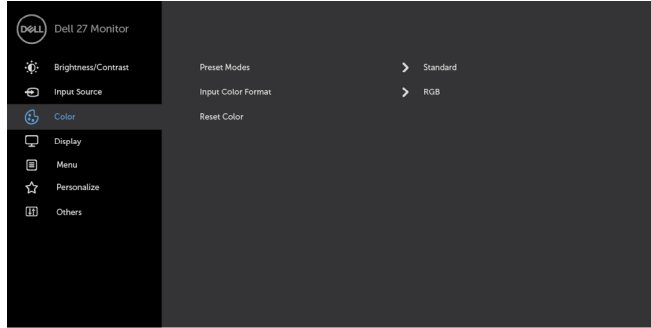 DELL Dell 27 Monitor
Brightness/Contrast Preset Modes Standard
Input Source Input Color Format RGB
Color Reset Color
Display
Menu
Personalize
Others